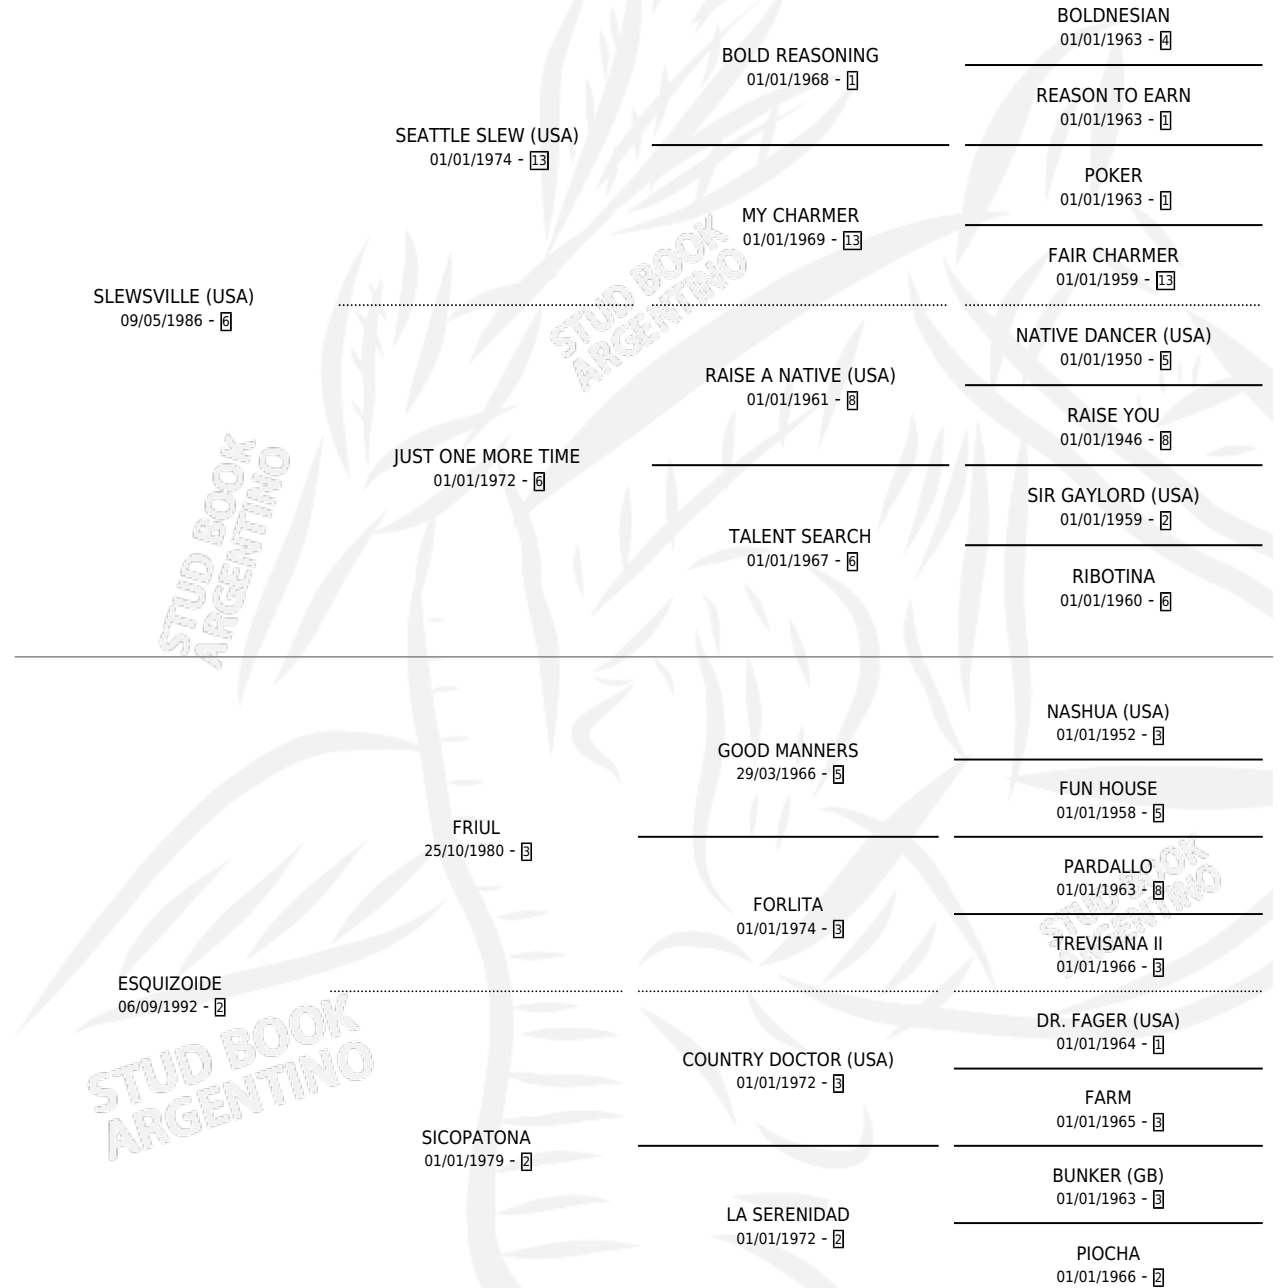 BOLDNESIAN
01/01/1963 - 4
BOLD REASONING
01/01/1968 - 1
REASON TO EARN
01/01/1963 - 1
SEATTLE SLEW (USA)
01/01/1974 - 13
POKER
01/01/1963 - 1
MY CHARMER
01/01/1969 - 13
FAIR CHARMER
01/01/1959 - 13
SLEWSVILLE (USA)
09/05/1986 - 6
NATIVE DANCER (USA)
01/01/1950 - 5
RAISE A NATIVE (USA)
01/01/1961 - 8
RAISE YOU
01/01/1946 - 8
JUST ONE MORE TIME
01/01/1972 - 6
SIR GAYLORD (USA)
01/01/1959 - 2
TALENT SEARCH
01/01/1967 - 6
RIBOTINA
01/01/1960 - 6
NASHUA (USA)
01/01/1952 - 3
GOOD MANNERS
29/03/1966 - 5
FUN HOUSE
01/01/1958 - 5
FRIUL
25/10/1980 - 3
PARDALLO
01/01/1963 - 8
FORLITA
01/01/1974 - 3
TREVISANA II
01/01/1966 - 3
ESQUIZOIDE
06/09/1992 - 2
DR. FAGER (USA)
01/01/1964 - 1
COUNTRY DOCTOR (USA)
01/01/1972 - 3
FARM
01/01/1965 - 3
SICOPATONA
01/01/1979 - 2
BUNKER (GB)
01/01/1963 - 3
LA SERENIDAD
01/01/1972 - 2
PIOCHA
01/01/1966 - 2
STUD BOOK
ARGENTINO
STUD BOOK
ARGENTINO
STUD BOOK
ARGENTINO
STUD BOOK
ARGENTINO